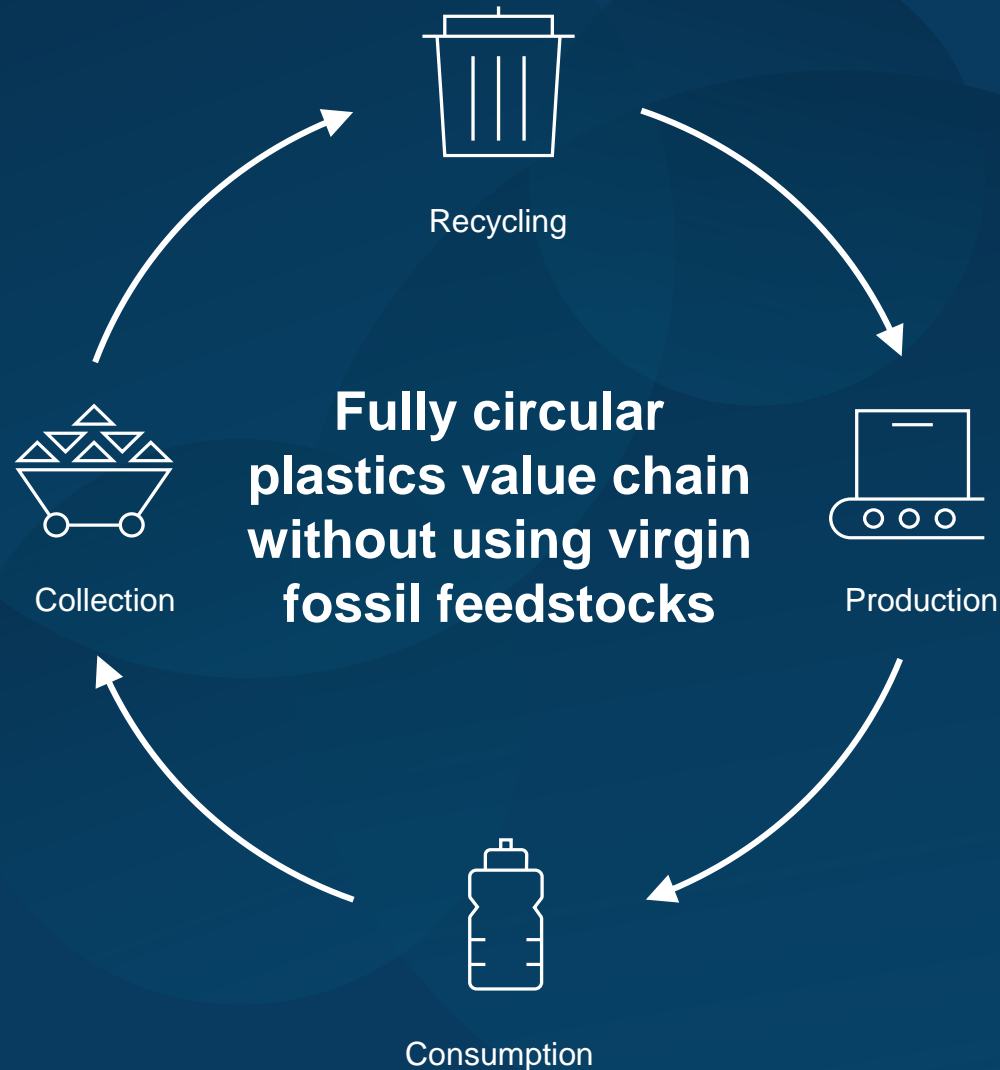 Recycling
Fully circular
plastics value chain
without using virgin
fossil feedstocks
Collection
Production
Consumption